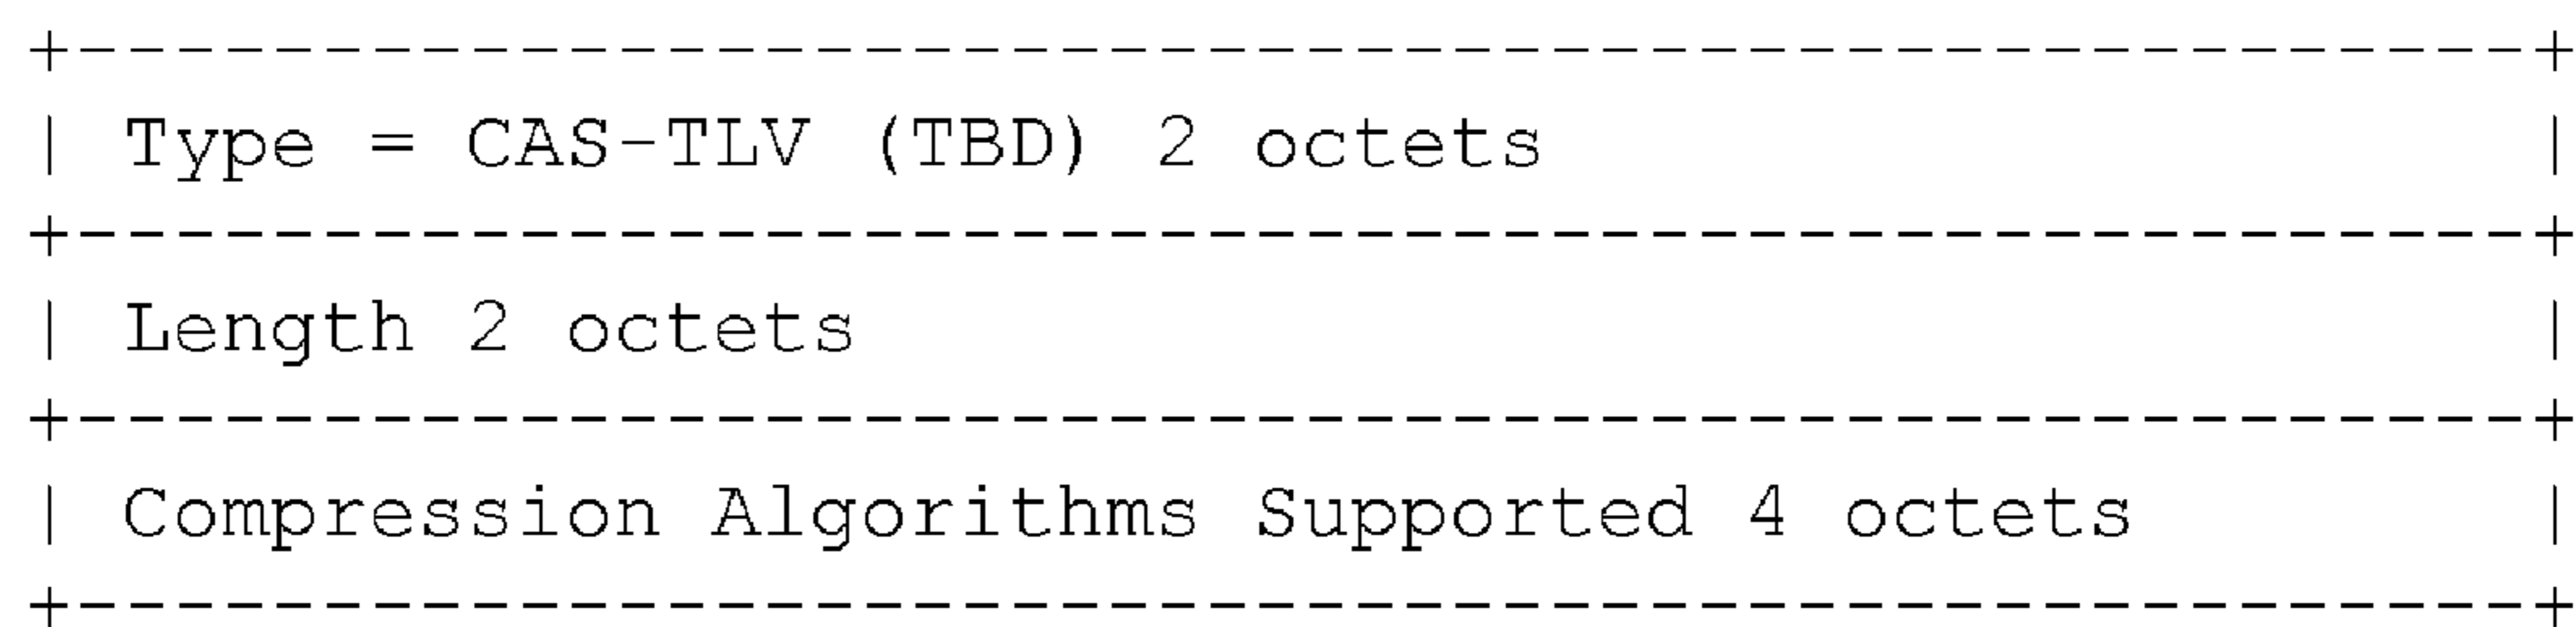 +--------------------------------------------------+
| Type = CAS-TLV (TBD) 2 octets                    |
+--------------------------------------------------+
| Length 2 octets                                  |
+--------------------------------------------------+
| Compression Algorithms Supported 4 octets        |
+--------------------------------------------------+